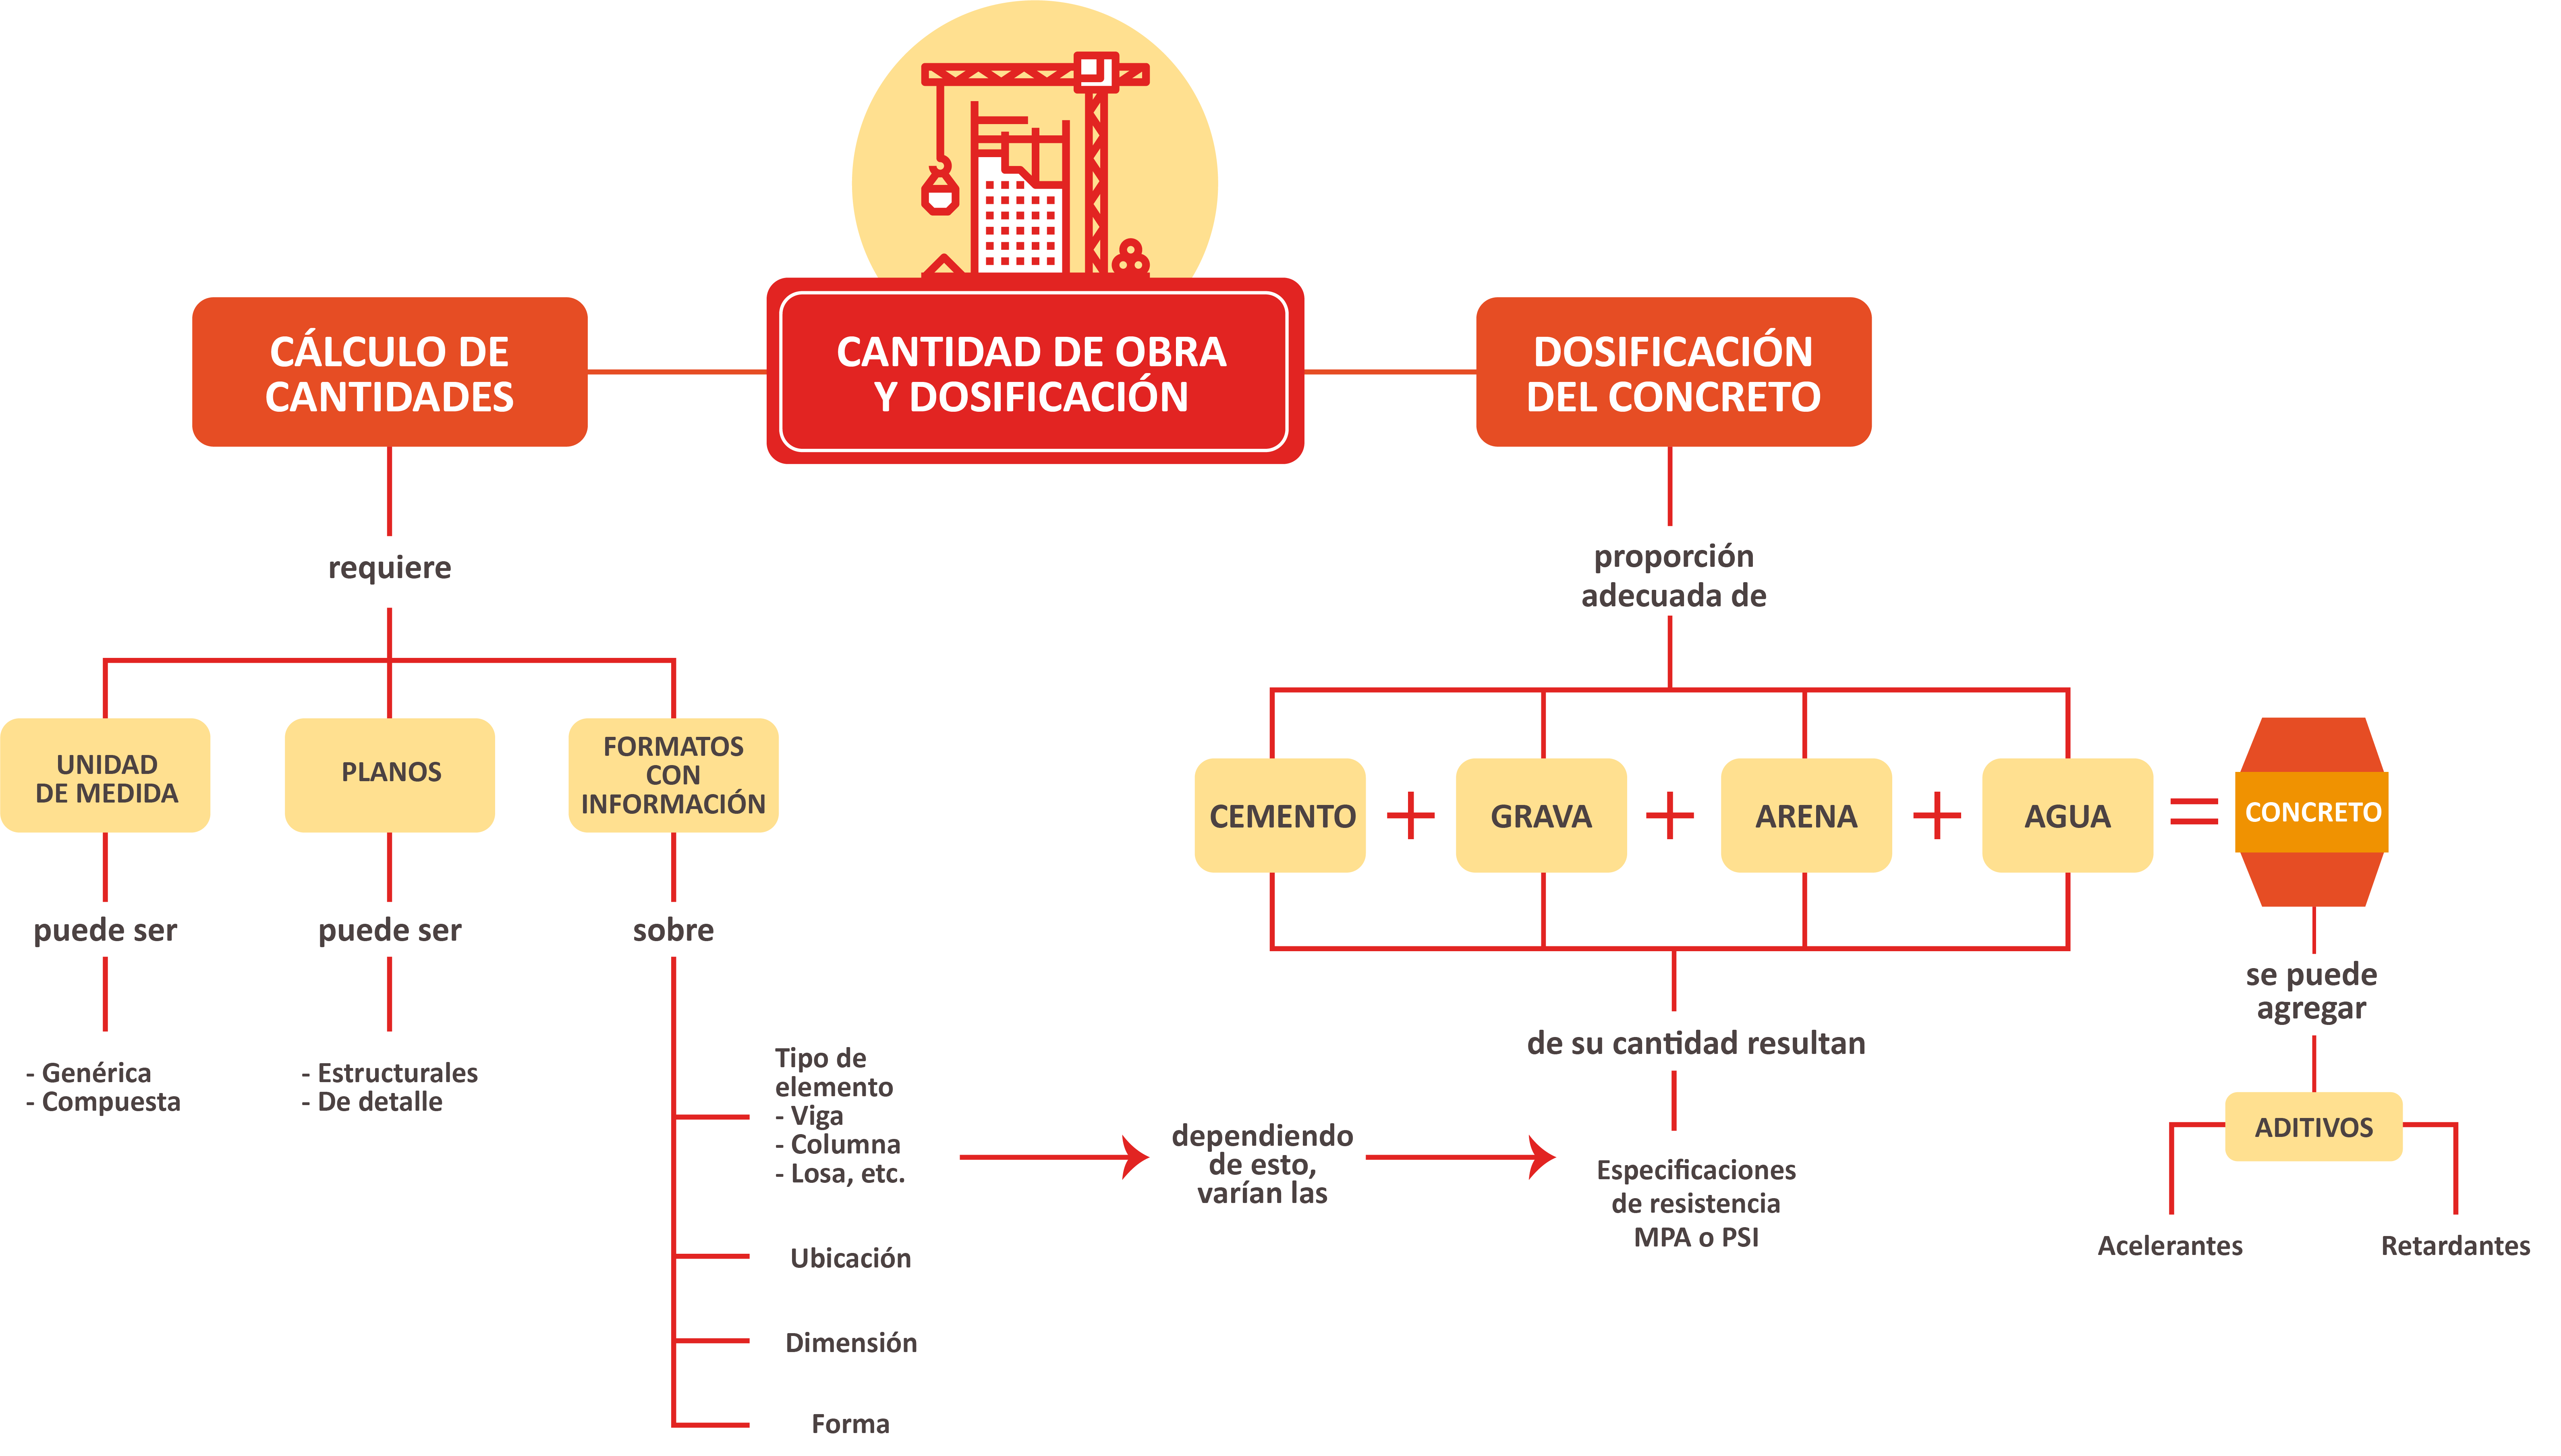 CANTIDAD DE OBRA
Y DOSIFICACIÓN
CÁLCULO DE
CANTIDADES
requiere
UNIDAD
DE MEDIDA
puede ser
- Genérica
- Compuesta
PLANOS
puede ser
- Estructurales
- De detalle
FORMATOS
CON
INFORMACIÓN
sobre
Tipo de
elemento
- Viga
- Columna
- Losa, etc.
Ubicación
Dimensión
Forma
dependiendo
de esto,
varían las
DOSIFICACIÓN
DEL CONCRETO
proporción
adecuada de
CEMENTO + GRAVA + ARENA + AGUA = CONCRETO
de su cantidad resultan
Especificaciones
de resistencia
MPA o PSI
se puede
agregar
ADITIVOS
Acelerantes
Retardantes